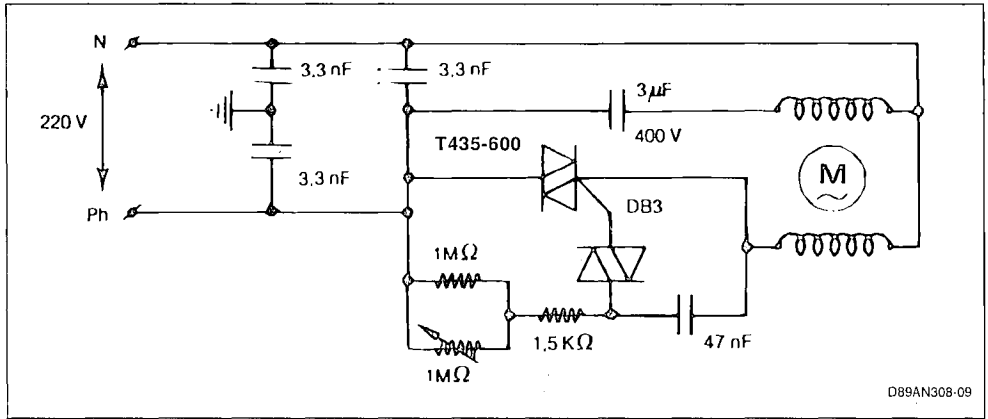 N
3,3 nF
3,3 nF
220 V
3µF
400 V
T435-600
3,3 nF
M
Ph
DB3
1MΩ
1,5 KΩ
47 nF
1MΩ
D89AN308-09